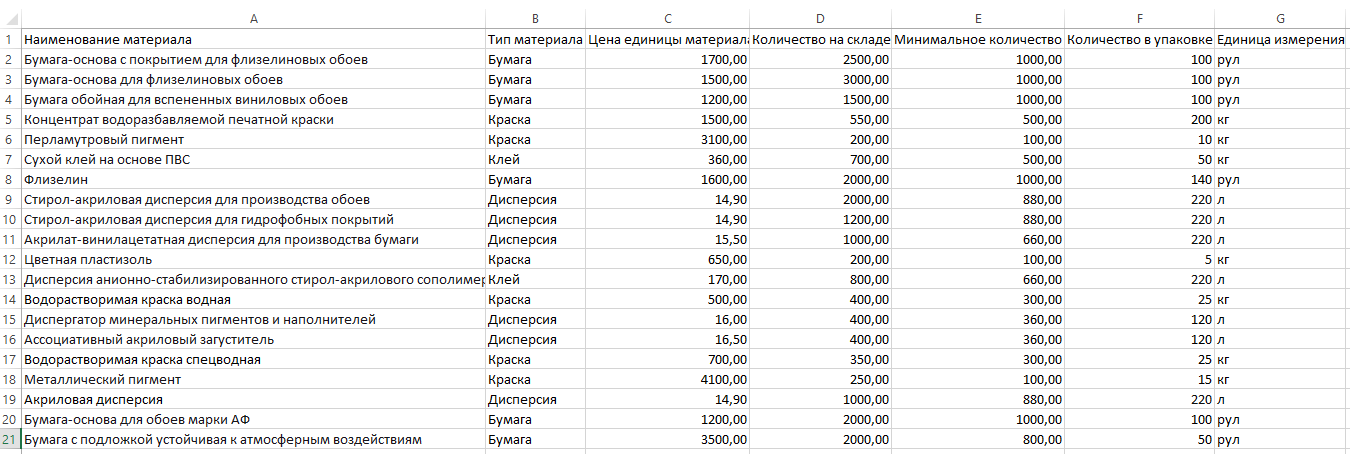 A B C D E F G
1 Наименование материала Тип материала Цена единицы материала Количество на складе Минимальное количество Количество в упаковке Единица измерения
2 Бумага-основа с покрытием для флизелиновых обоев Бумага 1700,00 2500,00 1000,00 100 рул
3 Бумага-основа для флизелиновых обоев Бумага 1500,00 3000,00 1000,00 100 рул
4 Бумага обойная для вспененных виниловых обоев Бумага 1200,00 1500,00 1000,00 100 рул
5 Концентрат водоразбавляемой печатной краски Краска 1500,00 550,00 500,00 200 кг
6 Перламутровый пигмент Краска 3100,00 200,00 100,00 10 кг
7 Сухой клей на основе ПВС Клей 360,00 700,00 500,00 50 кг
8 Флизелин Бумага 1600,00 2000,00 1000,00 140 рул
9 Стирол-акриловая дисперсия для производства обоев Дисперсия 14,90 2000,00 880,00 220 л
10 Стирол-акриловая дисперсия для гидрофобных покрытий Дисперсия 14,90 1200,00 880,00 220 л
11 Акрилат-винилацетатная дисперсия для производства бумаги Дисперсия 15,50 1000,00 660,00 220 л
12 Цветная пластизоль Краска 650,00 200,00 100,00 5 кг
13 Дисперсия анионно-стабилизированного стирол-акрилового сополимер Клей 170,00 800,00 660,00 220 л
14 Водорастворимая краска водная Краска 500,00 400,00 300,00 25 кг
15 Диспергатор минеральных пигментов и наполнителей Дисперсия 16,00 400,00 360,00 120 л
16 Ассоциативный акриловый загуститель Дисперсия 16,50 400,00 360,00 120 л
17 Водорастворимая краска спецводная Краска 700,00 350,00 300,00 25 кг
18 Металлический пигмент Краска 4100,00 250,00 100,00 15 кг
19 Акриловая дисперсия Дисперсия 14,90 1000,00 880,00 220 л
20 Бумага-основа для обоев марки АФ Бумага 1200,00 2000,00 1000,00 100 рул
21 Бумага с подложкой устойчивая к атмосферным воздействиям Бумага 3500,00 2000,00 800,00 50 рул